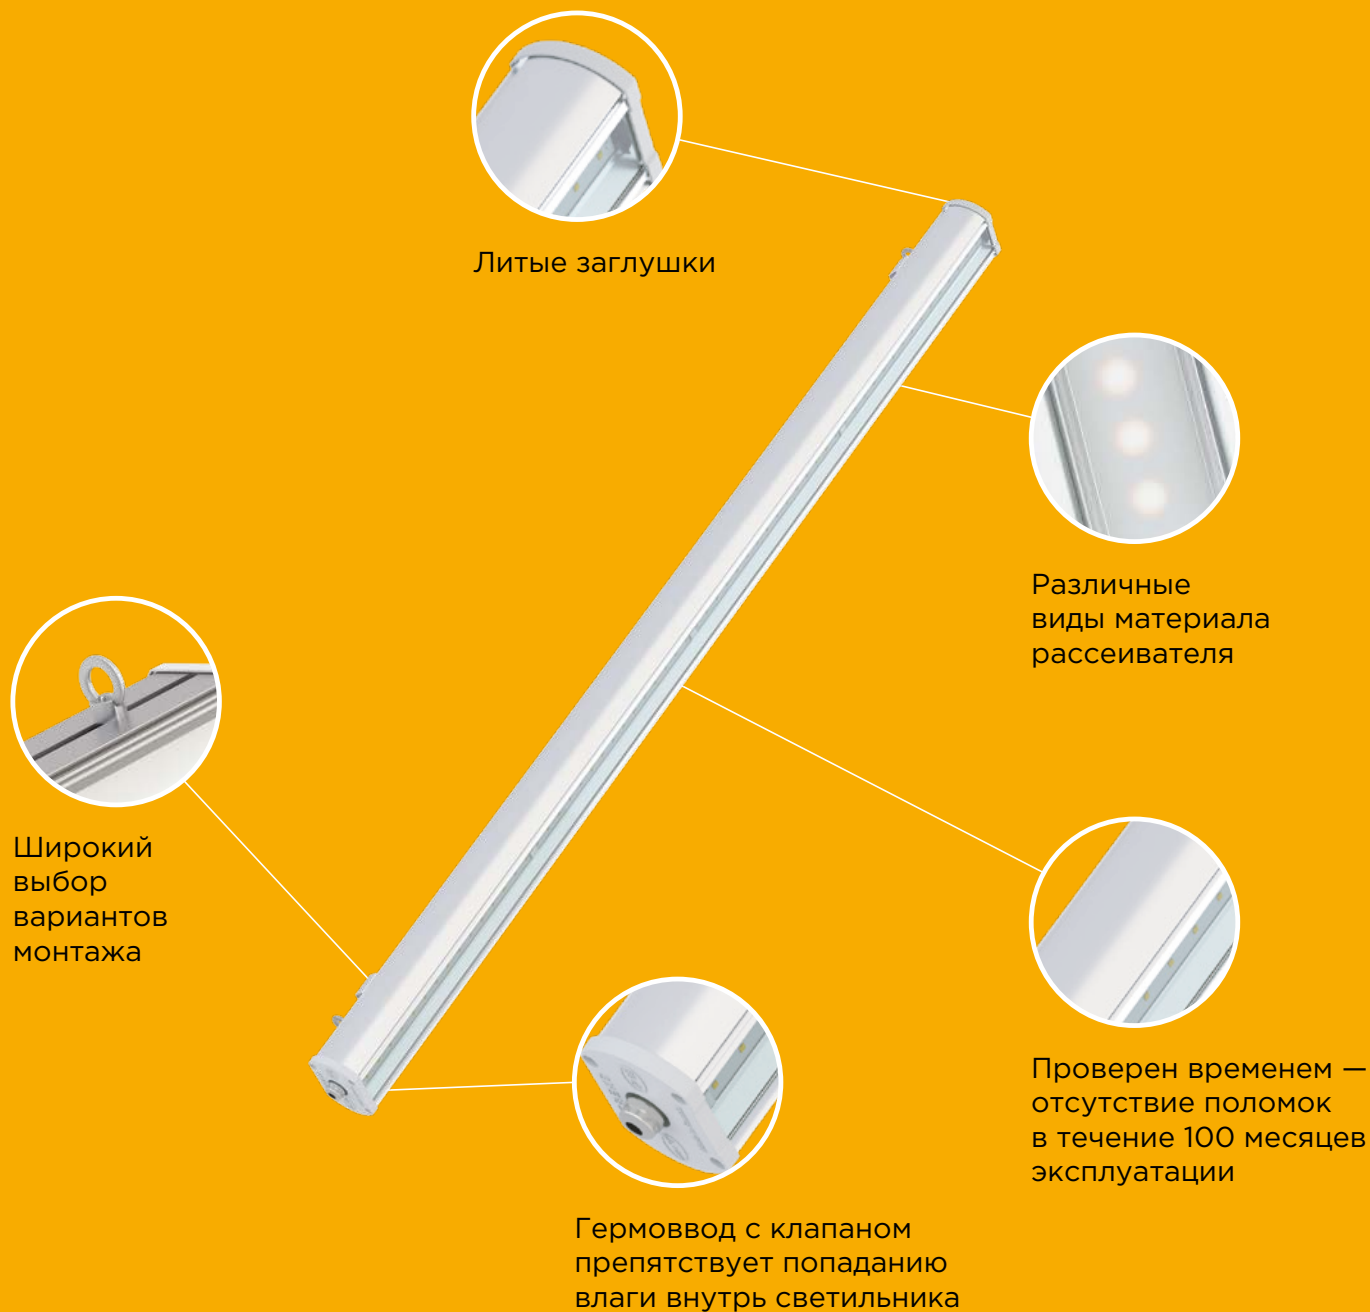 Литые заглушки
Различные
виды материала
рассеивателя
Широкий
выбор
вариантов
монтажа
Проверен временем —
отсутствие поломок
в течение 100 месяцев
эксплуатации
Гермоввод с клапаном
препятствует попаданию
влаги внутрь светильника